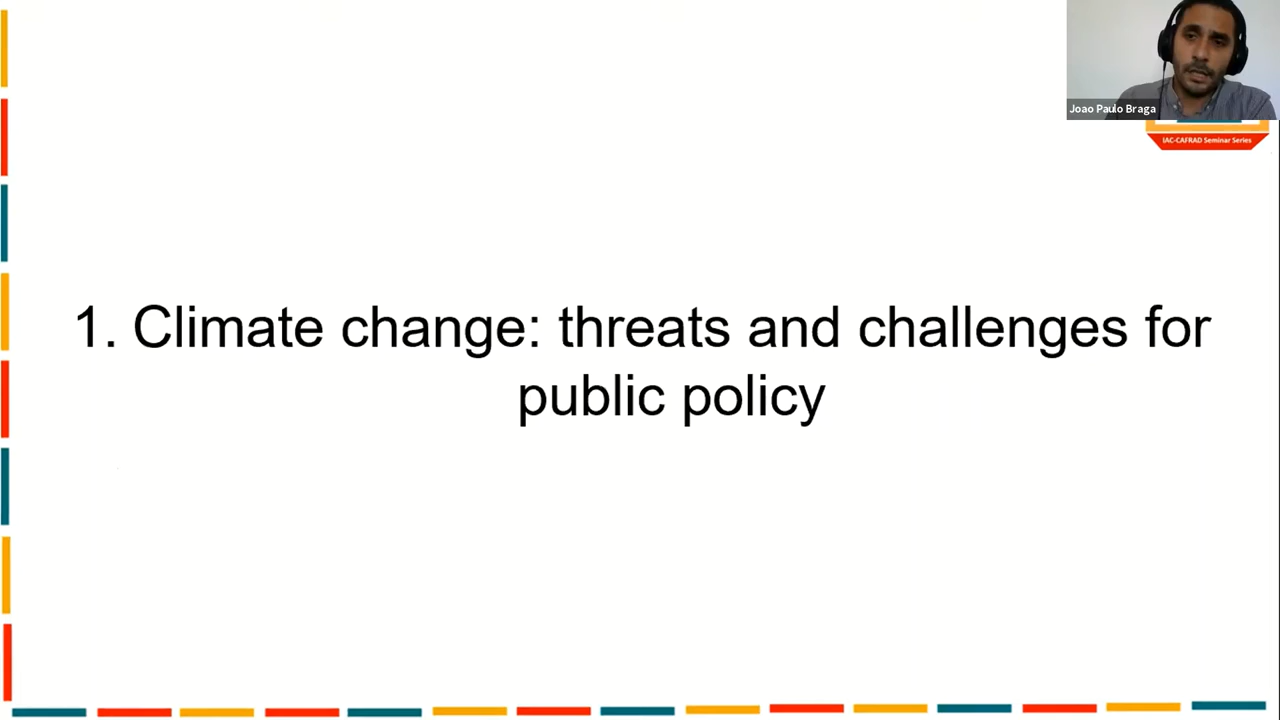 Joao Paulo Braga
IAC-CAFRAD Seminar Series
1. Climate change: threats and challenges for
public policy